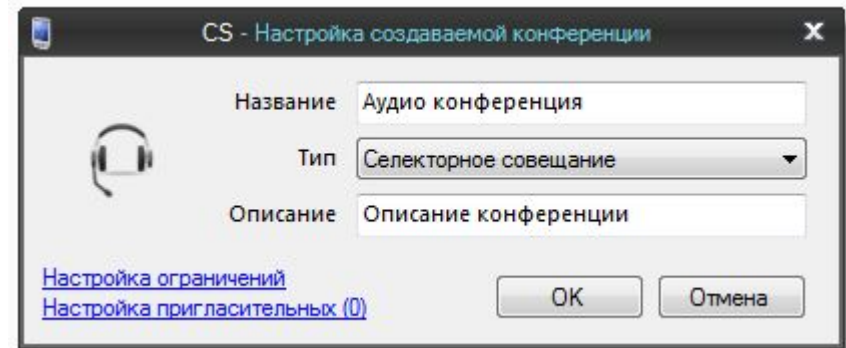 CS - Настройка создаваемой конференции
Название Аудио конференция
Тип Селекторное совещание
Описание Описание конференции
Настройка ограничений
Настройка пригласительных (0)
OK Отмена